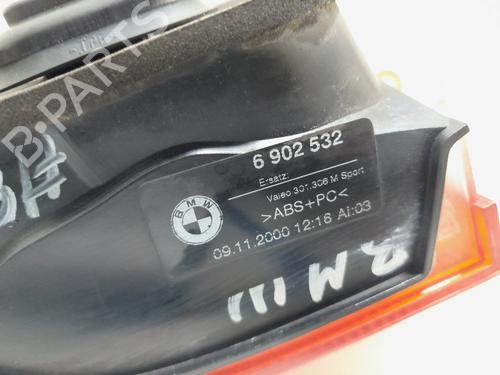 B-PARTS
6 902 532
Ersatz:
Valeo 301.306 M Sport
>ABS+PC<
BMW
09.11.2000 12:16 AI:03